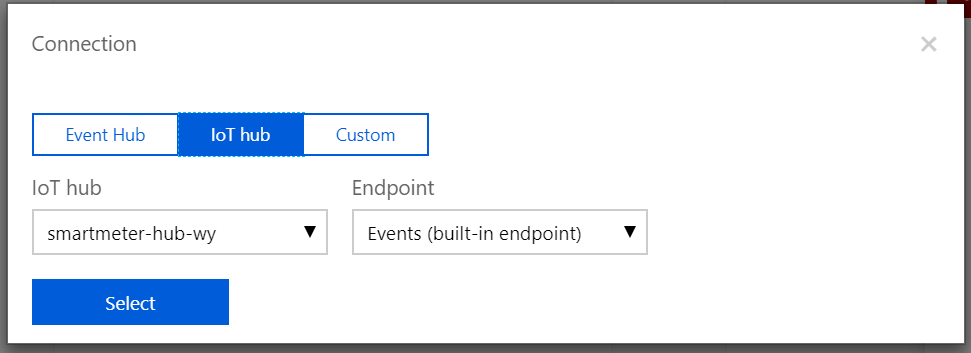 Connection
Event Hub IoT hub Custom
IoT hub Endpoint
smartmeter-hub-wy Events (built-in endpoint)
Select